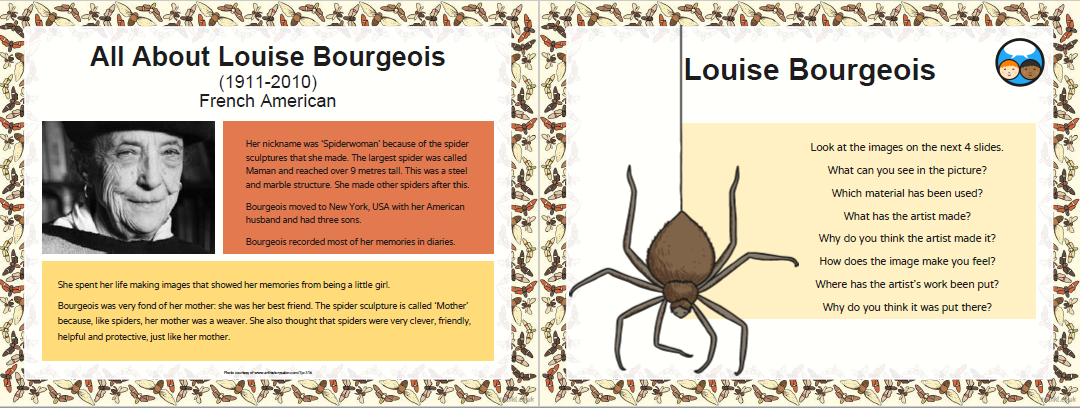 All About Louise Bourgeois
(1911-2010)
French American
Her nickname was 'Spiderwoman' because of the spider
sculptures that she made. The largest spider was called
Maman and reached over 9 metres tall. This was a steel
and marble structure. She made other spiders after this.
Bourgeois moved to New York, USA with her American
husband and had three sons.
Bourgeois recorded most of her memories in diaries.
She spent her life making images that showed her memories from being a little girl.
Bourgeois was very fond of her mother: she was her best friend. The spider sculpture is called 'Mother'
because, like spiders, her mother was a weaver. She also thought that spiders were very clever, friendly,
helpful and protective, just like her mother.
Photo courtesy of
Louise Bourgeois
Look at the images on the next 4 slides.
What can you see in the picture?
Which material has been used?
What has the artist made?
Why do you think the artist made it?
How does the image make you feel?
Where has the artist's work been put?
Why do you think it was put there?